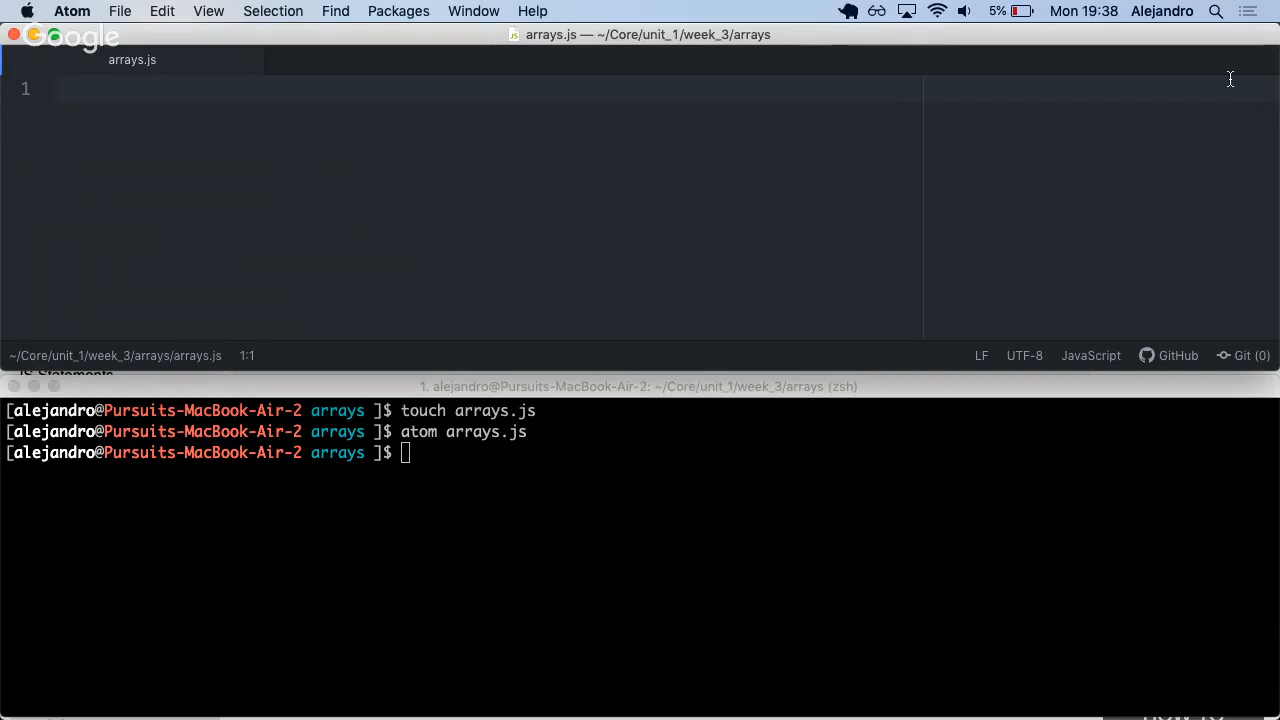 Atom File Edit View Selection Find Packages Window Help 5% Mon 19:38 Alejandro
Google
arrays.js — ~/Core/unit_1/week_3/arrays
arrays.js
1
~/Core/unit_1/week_3/arrays/arrays.js 1:1 LF UTF-8 JavaScript GitHub Git (0)
JS Statements
1. alejandro@Pursuits-MacBook-Air-2: ~/Core/unit_1/week_3/arrays (zsh)
[alejandro@Pursuits-MacBook-Air-2 arrays ]$ touch arrays.js
[alejandro@Pursuits-MacBook-Air-2 arrays ]$ atom arrays.js
[alejandro@Pursuits-MacBook-Air-2 arrays ]$